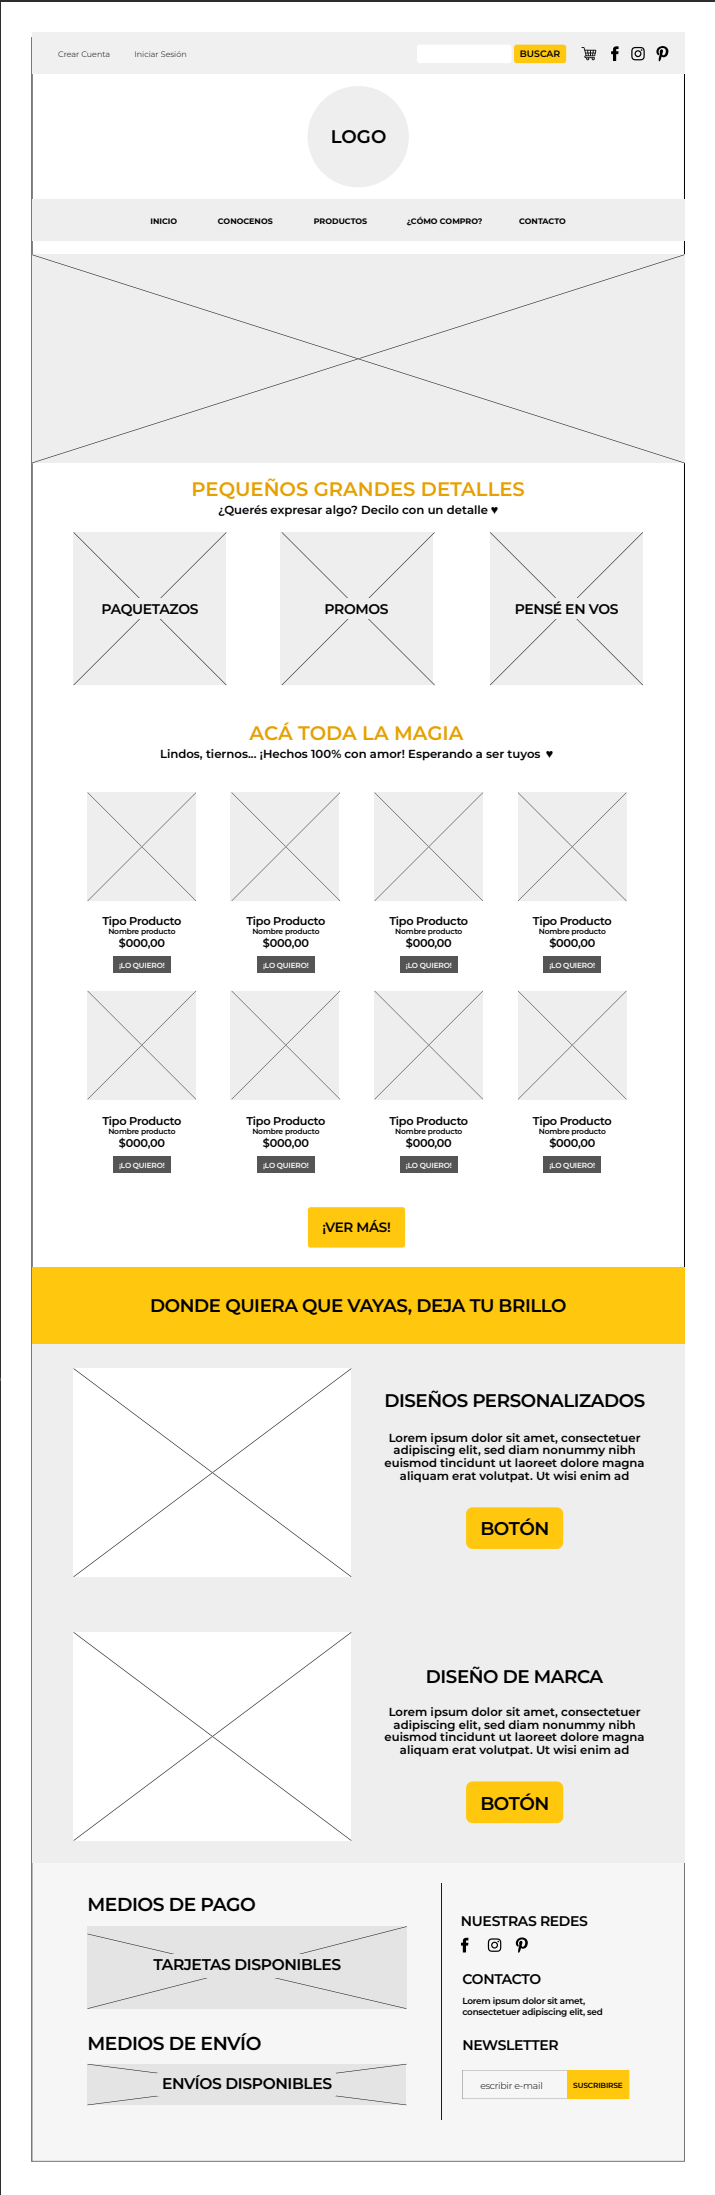 Crear Cuenta Iniciar Sesión BUSCAR
LOGO
INICIO CONOCENOS PRODUCTOS ¿CÓMO COMPRO? CONTACTO
PEQUEÑOS GRANDES DETALLES
¿Querés expresar algo? Decilo con un detalle ♥
PAQUETAZOS PROMOS PENSÉ EN VOS
ACÁ TODA LA MAGIA
Lindos, tiernos... ¡Hechos 100% con amor! Esperando a ser tuyos ♥
Tipo Producto Tipo Producto Tipo Producto Tipo Producto
Nombre producto Nombre producto Nombre producto Nombre producto
$000,00 $000,00 $000,00 $000,00
¡LO QUIERO! ¡LO QUIERO! ¡LO QUIERO! ¡LO QUIERO!
Tipo Producto Tipo Producto Tipo Producto Tipo Producto
Nombre producto Nombre producto Nombre producto Nombre producto
$000,00 $000,00 $000,00 $000,00
¡LO QUIERO! ¡LO QUIERO! ¡LO QUIERO! ¡LO QUIERO!
¡VER MÁS!
DONDE QUIERA QUE VAYAS, DEJA TU BRILLO
DISEÑOS PERSONALIZADOS
Lorem ipsum dolor sit amet, consectetuer
adipiscing elit, sed diam nonummy nibh
euismod tincidunt ut laoreet dolore magna
aliquam erat volutpat. Ut wisi enim ad
BOTÓN
DISEÑO DE MARCA
Lorem ipsum dolor sit amet, consectetuer
adipiscing elit, sed diam nonummy nibh
euismod tincidunt ut laoreet dolore magna
aliquam erat volutpat. Ut wisi enim ad
BOTÓN
MEDIOS DE PAGO
TARJETAS DISPONIBLES
MEDIOS DE ENVÍO
ENVÍOS DISPONIBLES
NUESTRAS REDES
CONTACTO
Lorem ipsum dolor sit amet,
consectetuer adipiscing elit, sed
NEWSLETTER
escribir e-mail SUSCRIBIRSE